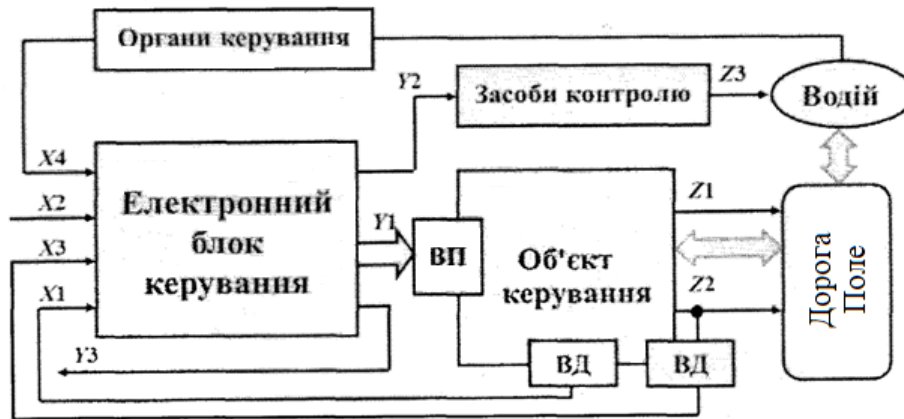 Органи керування
Y2
Засоби контролю
Z3
Водій
X4
X2
X3
X1
Електронний
блок
керування
Y1
ВП
Об'єкт
керування
Z1
Z2
Дорога
Поле
Y3
ВД
ВД